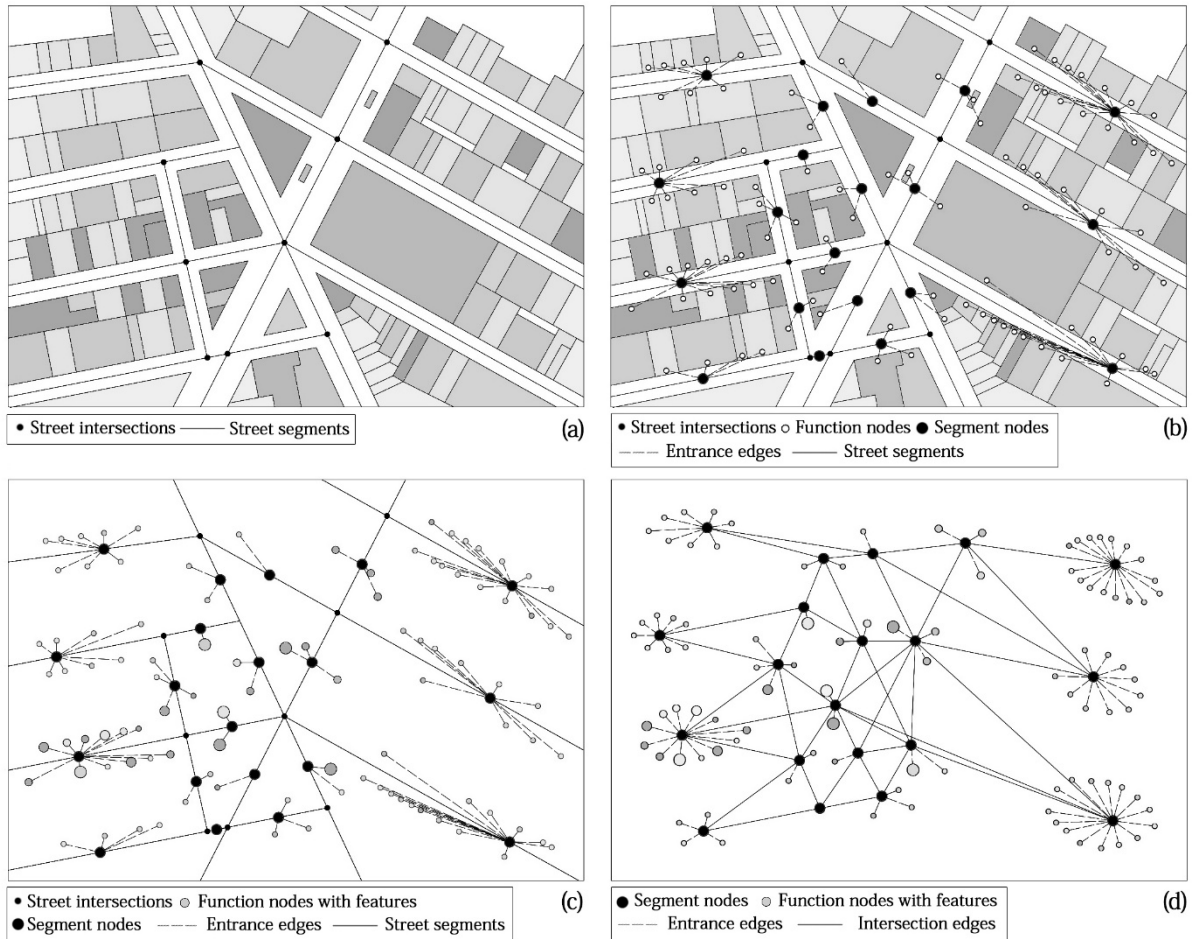 Street intersections Street segments
(a)
Street intersections Function nodes Segment nodes
Entrance edges Street segments
(b)
Street intersections Function nodes with features
Segment nodes Entrance edges Street segments
(c)
Segment nodes Function nodes with features
Entrance edges Intersection edges
(d)